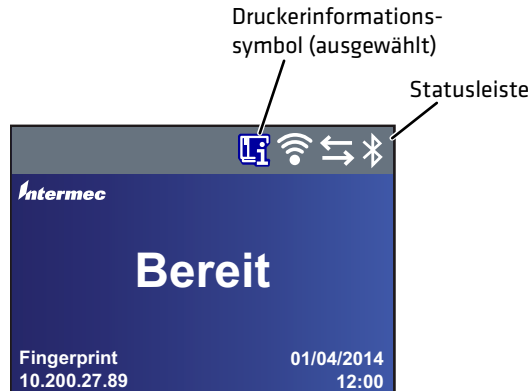 Druckerinformations-
symbol (ausgewählt)
Statusleiste
Intermec
Bereit
Fingerprint
01/04/2014
10.200.27.89
12:00